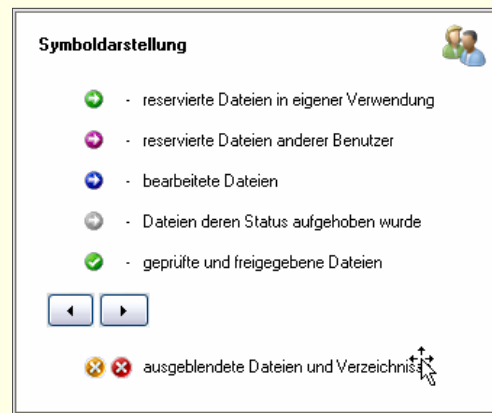 Symboldarstellung
- reservierte Dateien in eigener Verwendung
- reservierte Dateien anderer Benutzer
- bearbeitete Dateien
- Dateien deren Status aufgehoben wurde
- geprüfte und freigegebene Dateien
ausgeblendete Dateien und Verzeichnisse